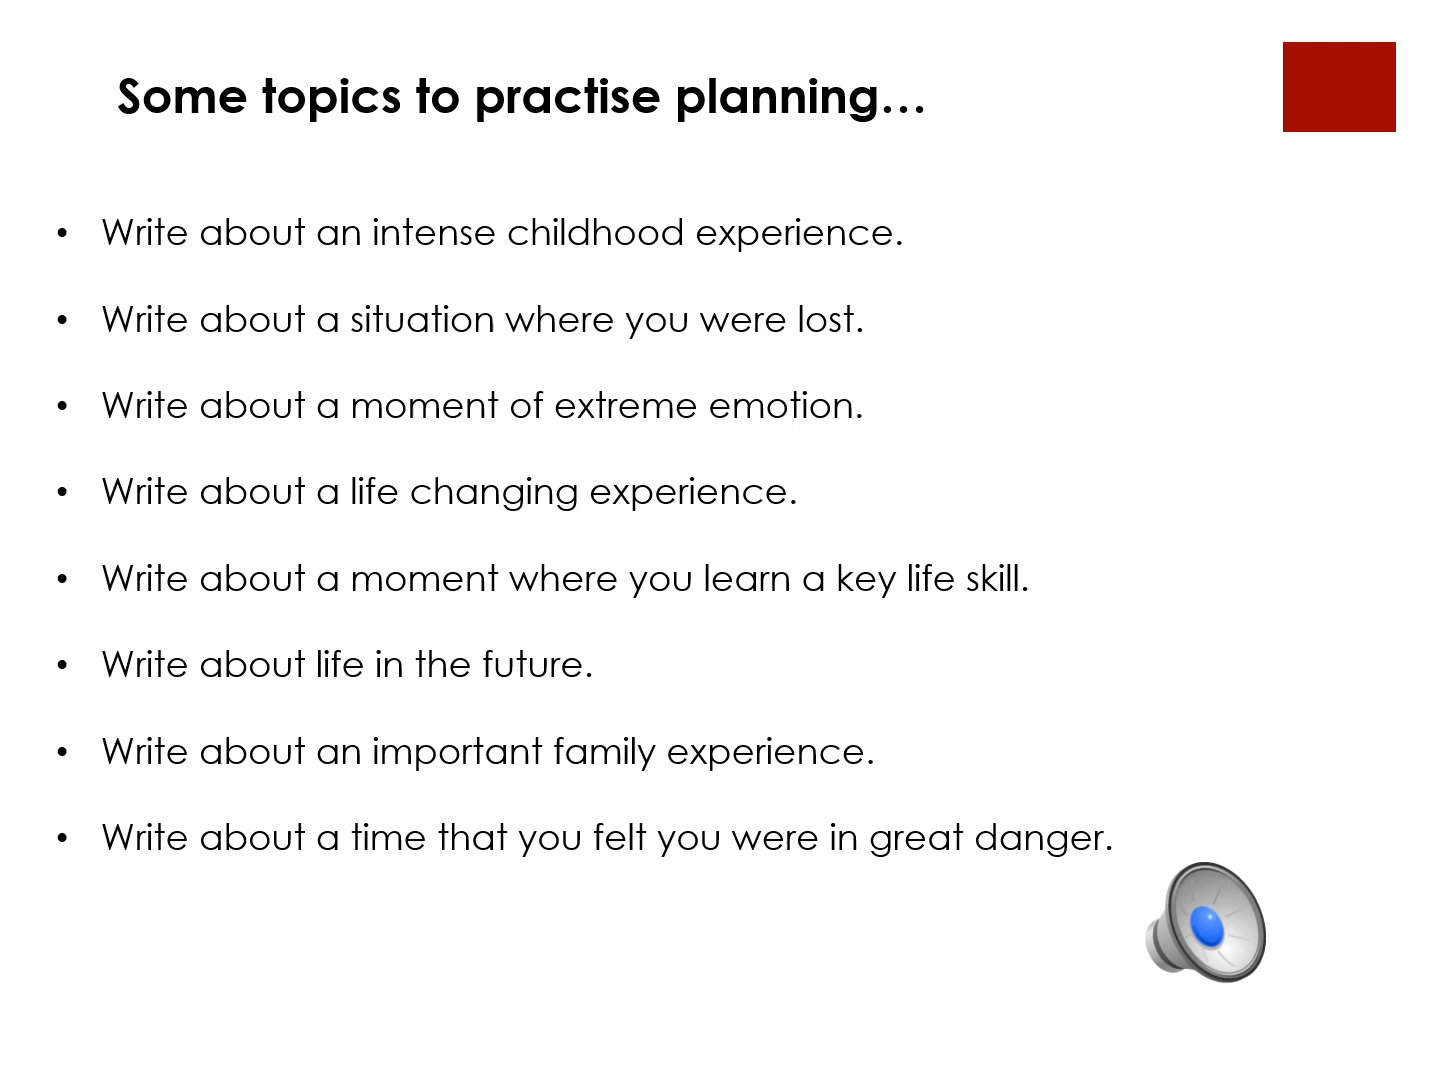 Some topics to practise planning…
• Write about an intense childhood experience.
• Write about a situation where you were lost.
• Write about a moment of extreme emotion.
• Write about a life changing experience.
• Write about a moment where you learn a key life skill.
• Write about life in the future.
• Write about an important family experience.
• Write about a time that you felt you were in great danger.